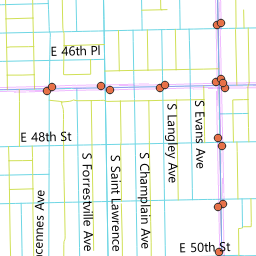 E 46th Pl
E 48th St
S Langley Ave
S Evans Ave
S Forrestville Ave
S Saint Lawrence
S Champlain Ave
E 50th St